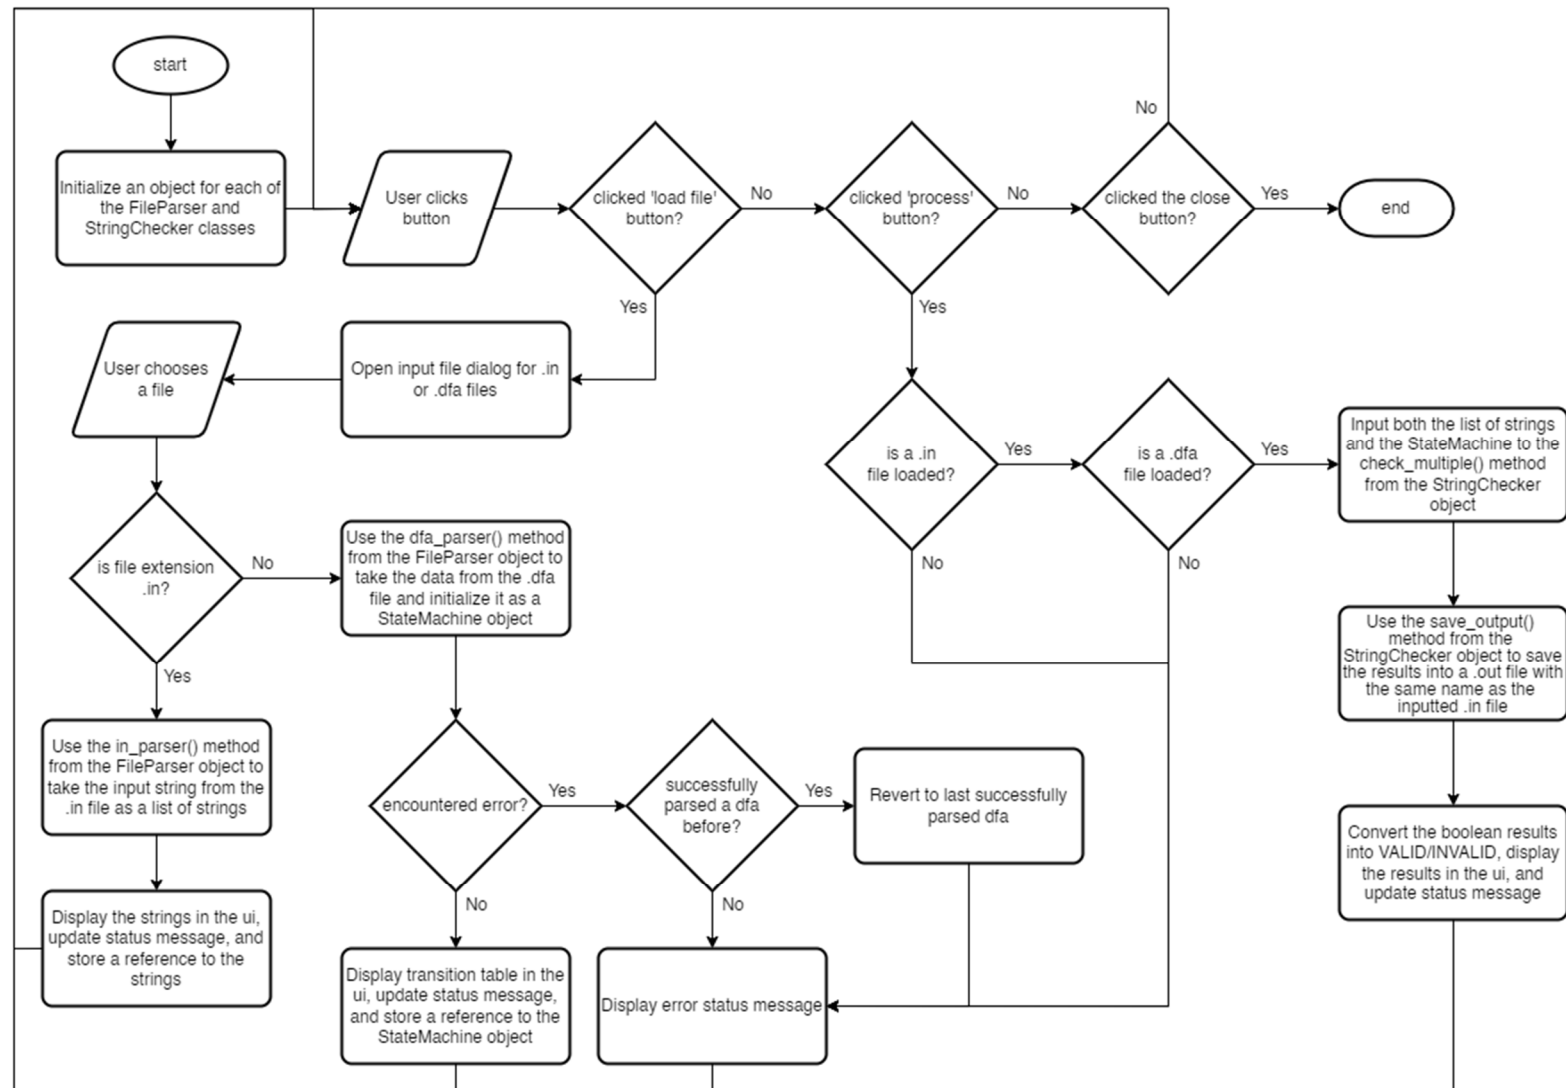 start
No
Initialize an object for each of
the FileParser and
StringChecker classes
User clicks
button
clicked 'load file'
button?
No
clicked 'process'
button?
No
clicked the close
button?
Yes
end
Yes
Yes
User chooses
a file
Open input file dialog for .in
or .dfa files
is a .in
file loaded?
Yes
is a .dfa
file loaded?
Yes
Input both the list of strings
and the StateMachine to the
check_multiple() method
from the StringChecker
object
is file extension
.in?
No
Use the dfa_parser() method
from the FileParser object to
take the data from the .dfa
file and initialize it as a
StateMachine object
No
No
Yes
Use the save_output()
method from the
StringChecker object to save
the results into a .out file with
the same name as the
inputted .in file
Use the in_parser() method
from the FileParser object to
take the input string from the
.in file as a list of strings
encountered error?
Yes
successfully
parsed a dfa
before?
Yes
Revert to last successfully
parsed dfa
Convert the boolean results
into VALID/INVALID, display
the results in the ui, and
update status message
No
No
Display the strings in the ui,
update status message, and
store a reference to the
strings
Display transition table in the
ui, update status message,
and store a reference to the
StateMachine object
Display error status message